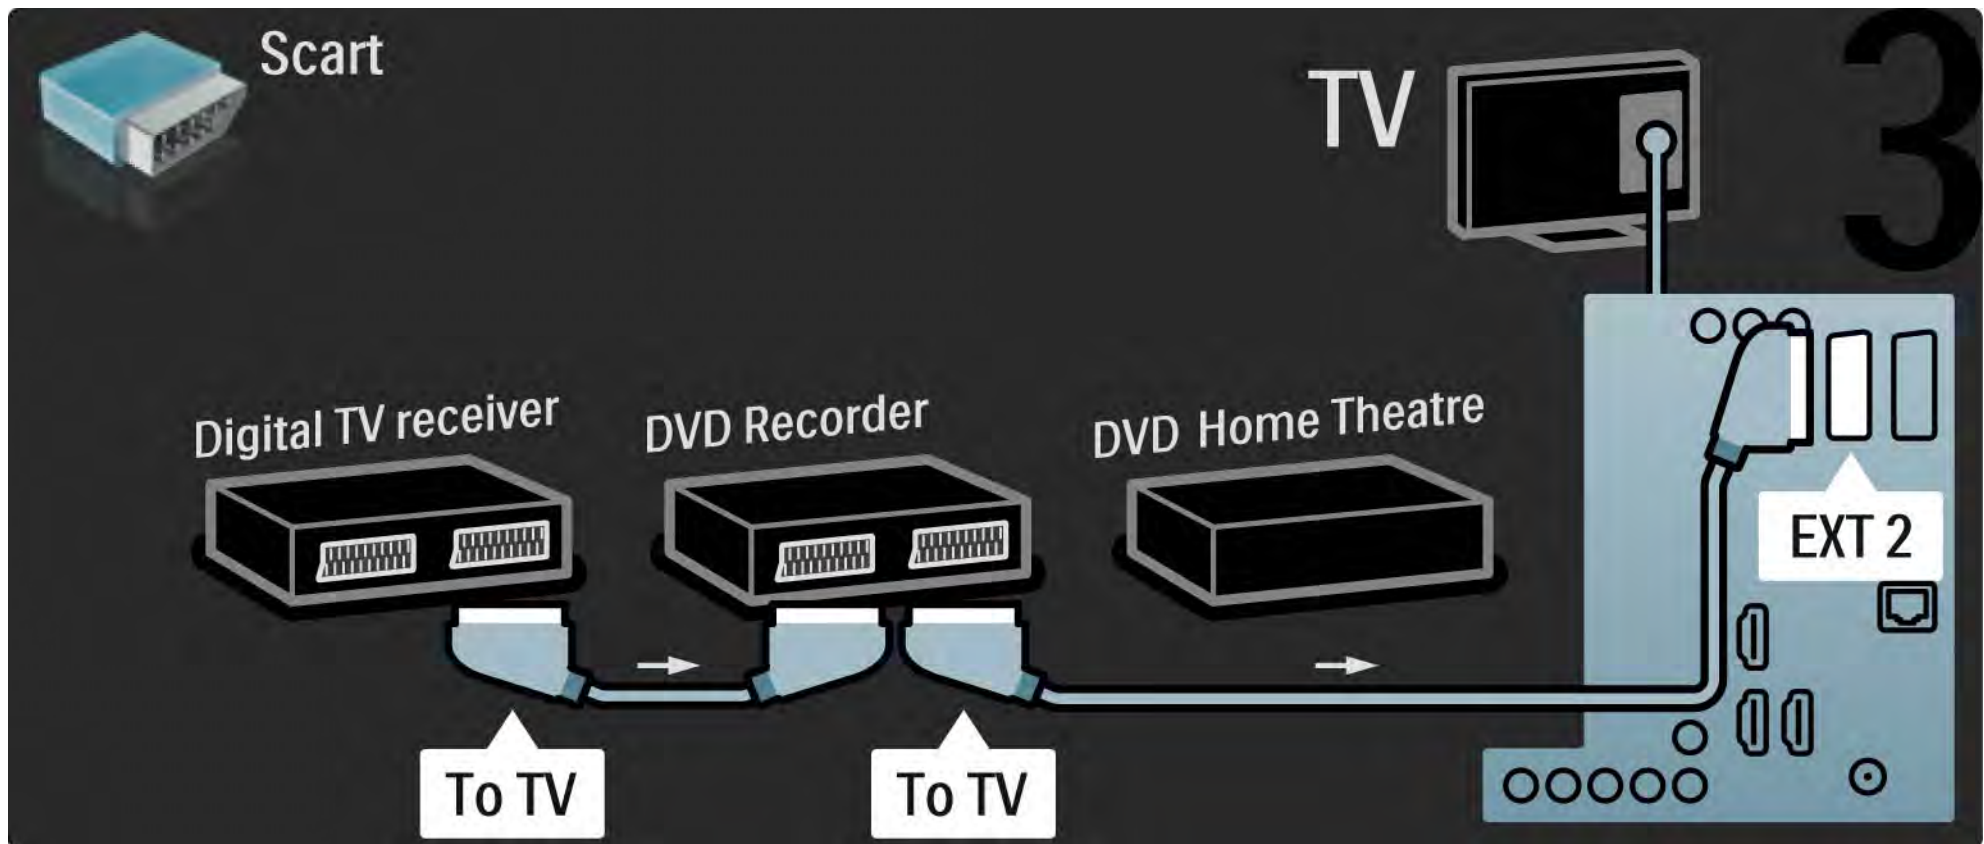 Scart
TV
3
Digital TV receiver
DVD Recorder
DVD Home Theatre
EXT 2
To TV
To TV